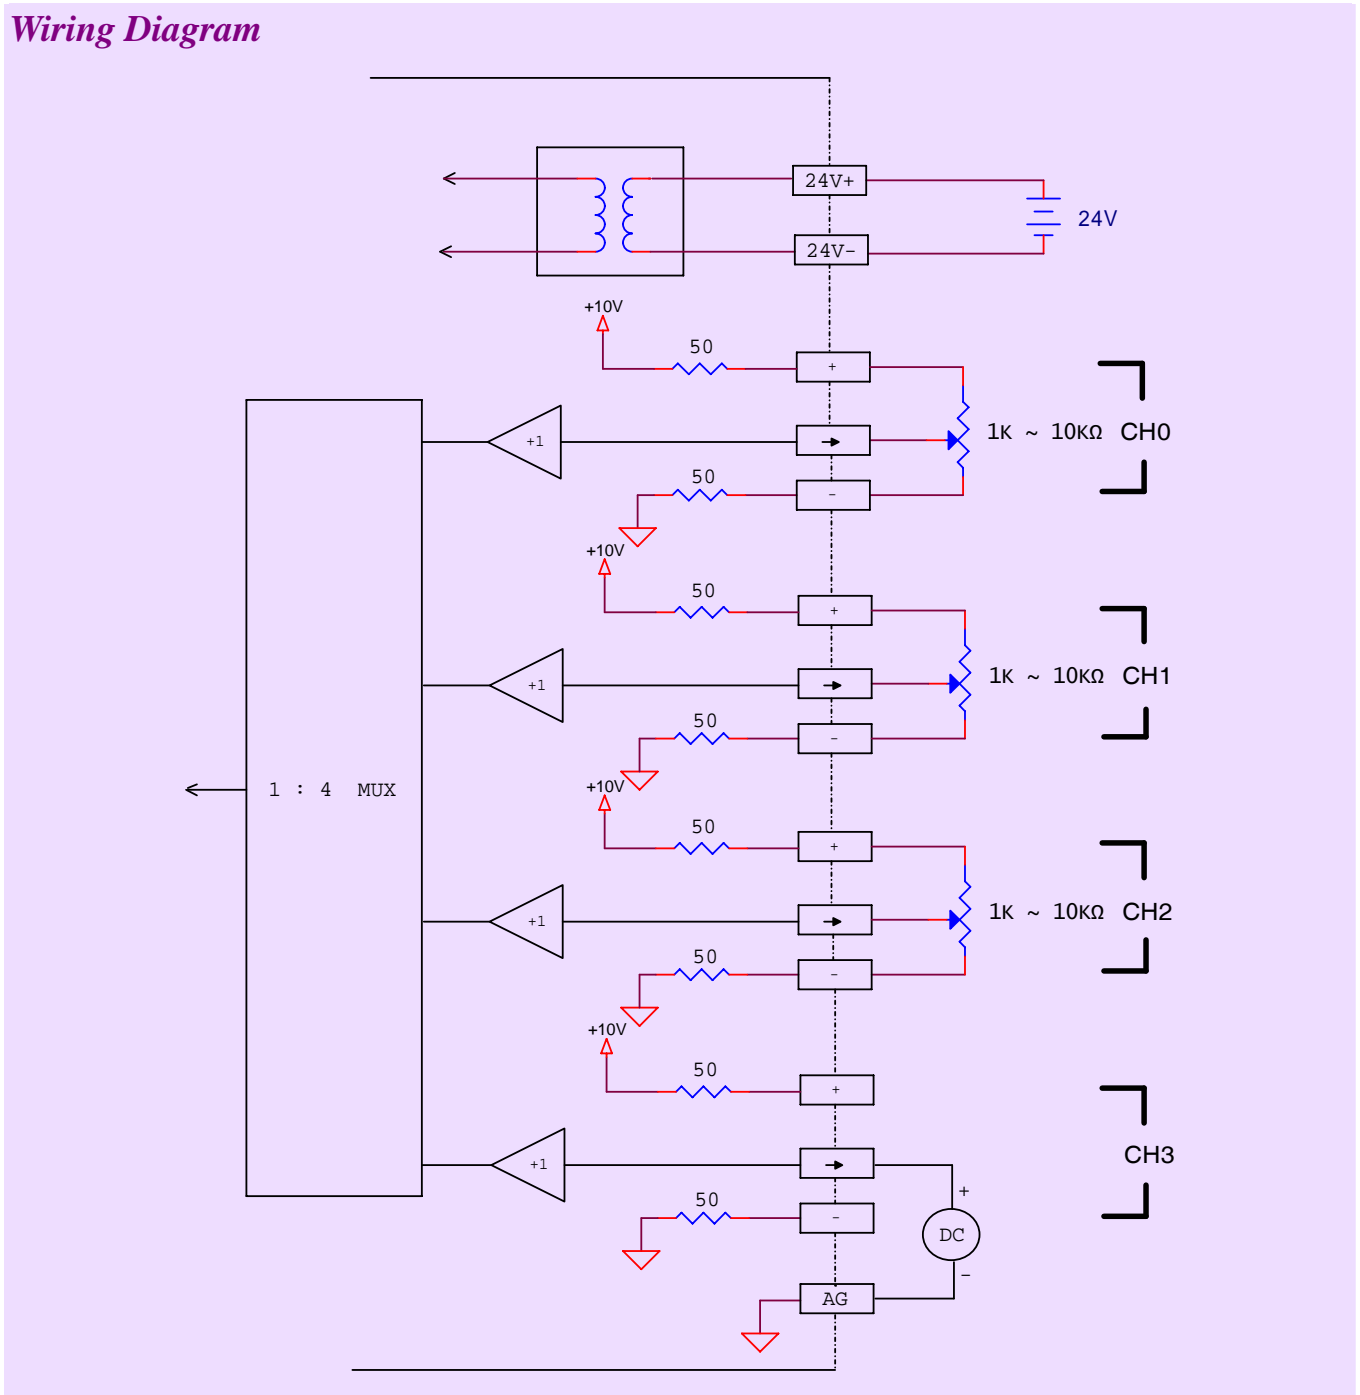 Wiring Diagram
24V+
24V-
24V
+10V
50
+
+1
→
1K ~ 10KΩ CH0
50
-
+10V
50
+
+1
→
1K ~ 10KΩ CH1
50
-
1 : 4 MUX
+10V
50
+
+1
→
1K ~ 10KΩ CH2
50
-
+10V
50
+
+1
→
CH3
+
50
-
DC
-
AG